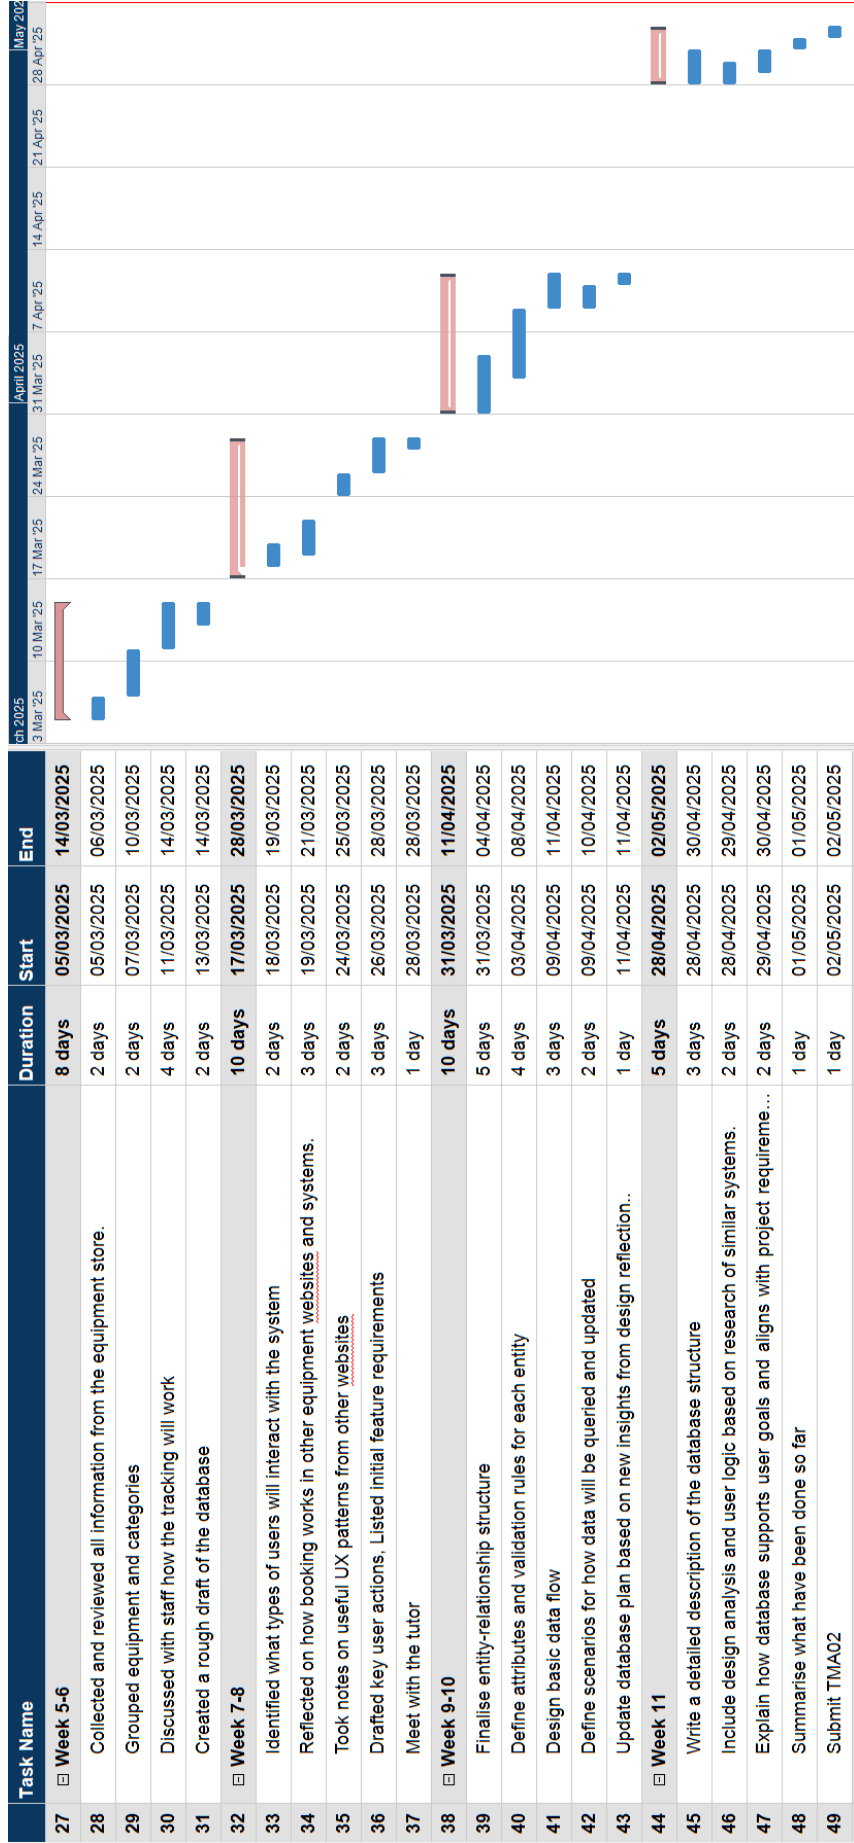 Task Name Duration Start End
27 Week 5-6 8 days 05/03/2025 14/03/2025
28 Collected and reviewed all information from the equipment store. 2 days 05/03/2025 06/03/2025
29 Grouped equipment and categories 2 days 07/03/2025 10/03/2025
30 Discussed with staff how the tracking will work 4 days 11/03/2025 14/03/2025
31 Created a rough draft of the database 2 days 13/03/2025 14/03/2025
32 Week 7-8 10 days 17/03/2025 28/03/2025
33 Identified what types of users will interact with the system 2 days 18/03/2025 19/03/2025
34 Reflected on how booking works in other equipment websites and systems. 3 days 19/03/2025 21/03/2025
35 Took notes on useful UX patterns from other websites 2 days 24/03/2025 25/03/2025
36 Drafted key user actions, Listed initial feature requirements 3 days 26/03/2025 28/03/2025
37 Meet with the tutor 1 day 28/03/2025 28/03/2025
38 Week 9-10 10 days 31/03/2025 11/04/2025
39 Finalise entity-relationship structure 5 days 31/03/2025 04/04/2025
40 Define attributes and validation rules for each entity 4 days 03/04/2025 08/04/2025
41 Design basic data flow 3 days 09/04/2025 11/04/2025
42 Define scenarios for how data will be queried and updated 2 days 09/04/2025 10/04/2025
43 Update database plan based on new insights from design reflection.. 1 day 11/04/2025 11/04/2025
44 Week 11 5 days 28/04/2025 02/05/2025
45 Write a detailed description of the database structure 3 days 28/04/2025 30/04/2025
46 Include design analysis and user logic based on research of similar systems. 2 days 28/04/2025 29/04/2025
47 Explain how database supports user goals and aligns with project requireme... 2 days 29/04/2025 30/04/2025
48 Summarise what have been done so far 1 day 01/05/2025 01/05/2025
49 Submit TMA02 1 day 02/05/2025 02/05/2025
rch 2025 April 2025 May 202
3 Mar '25 10 Mar '25 17 Mar '25 24 Mar '25 31 Mar '25 7 Apr '25 14 Apr '25 21 Apr '25 28 Apr '25